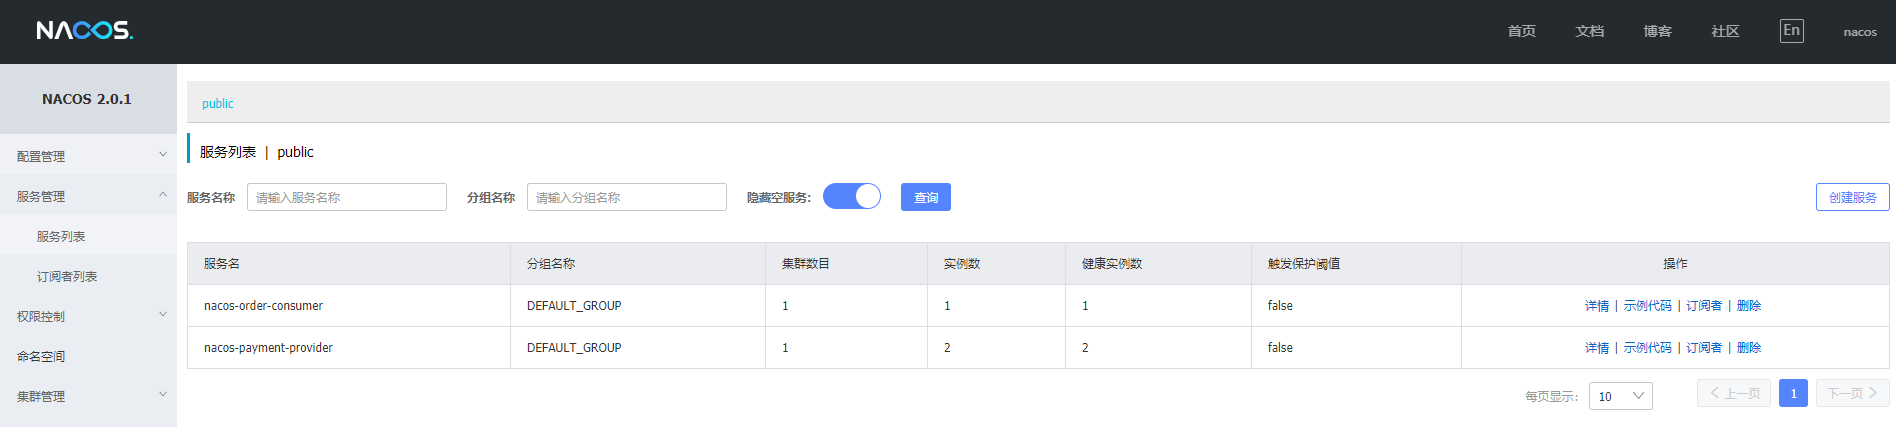 NACOS.
首页 文档 博客 社区 En nacos
NACOS 2.0.1
配置管理
服务管理
服务列表
订阅者列表
权限控制
命名空间
集群管理
public
服务列表 | public
服务名称 请输入服务名称 分组名称 请输入分组名称 隐藏空服务: 查询 创建服务
服务名 分组名称 集群数目 实例数 健康实例数 触发保护阈值 操作
nacos-order-consumer DEFAULT_GROUP 1 1 1 false 详情 | 示例代码 | 订阅者 | 删除
nacos-payment-provider DEFAULT_GROUP 1 2 2 false 详情 | 示例代码 | 订阅者 | 删除
每页显示: 10 上一页 1 下一页